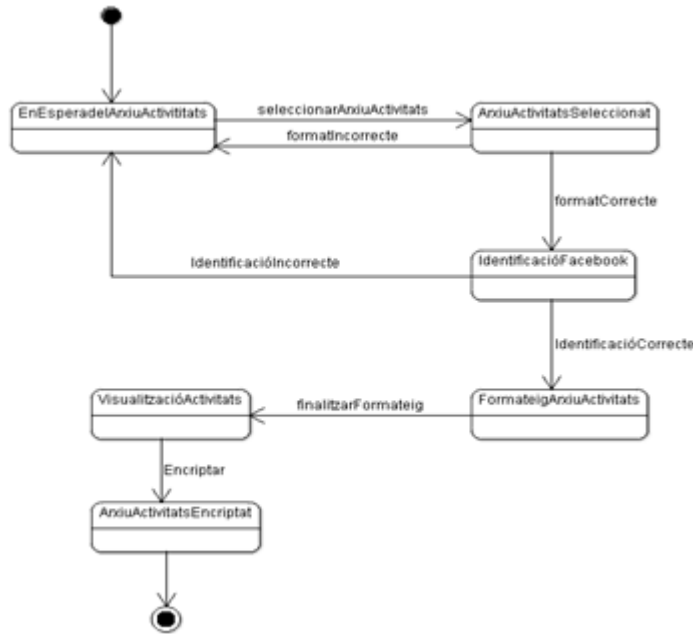 EnEsperadelArxiuActivititats
seleccionarArxiuActivitats
ArxiuActivitatsSeleccionat
formatIncorrecte
formatCorrecte
IdentificacióIncorrecte
IdentificacióFacebook
IdentificacióCorrecte
VisualitzacióActivitats
finalitzarFormateig
FormateigArxiuActivitats
Encriptar
ArxiuActivitatsEncriptat